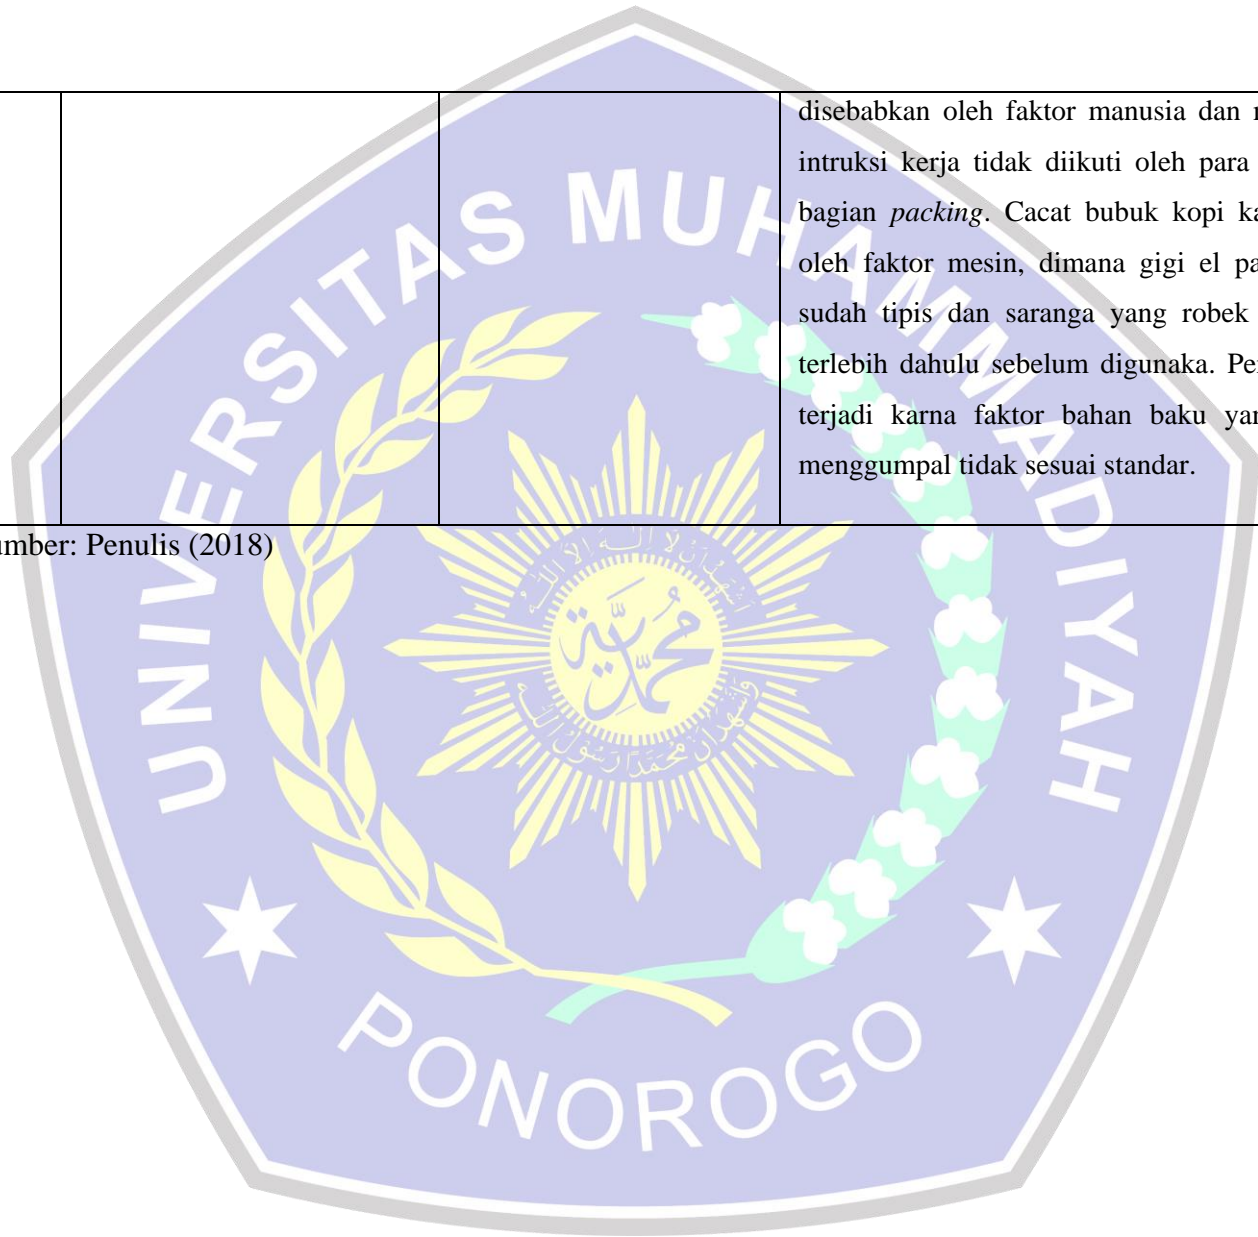 disebabkan oleh faktor manusia dan
intruksi kerja tidak diikuti oleh para
bagian packing. Cacat bubuk kopi
oleh faktor mesin, dimana gigi el
sudah tipis dan saranga yang robek
terlebih dahulu sebelum digunaka.
terjadi karna faktor bahan baku
menggumpal tidak sesuai standar.
umber: Penulis (2018)
UNIVERSITAS MUHAMMADIYAH
محمدية
PONOROGO